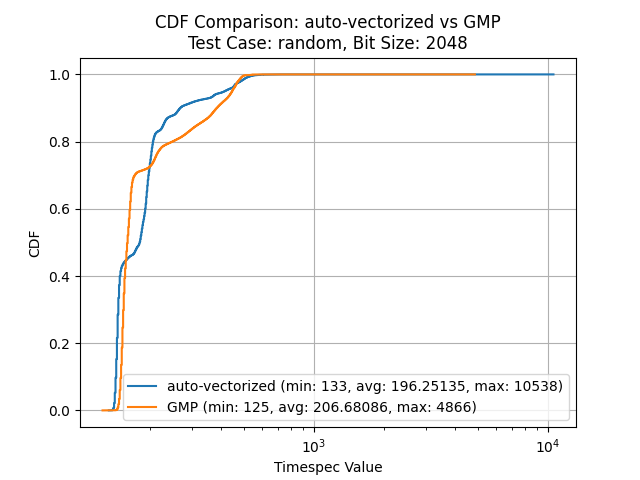 CDF Comparison: auto-vectorized vs GMP
Test Case: random, Bit Size: 2048
1.0
0.8
0.6
0.4
0.2
0.0
CDF
auto-vectorized (min: 133, avg: 196.25135, max: 10538)
GMP (min: 125, avg: 206.68086, max: 4866)
10³
10⁴
Timespec Value